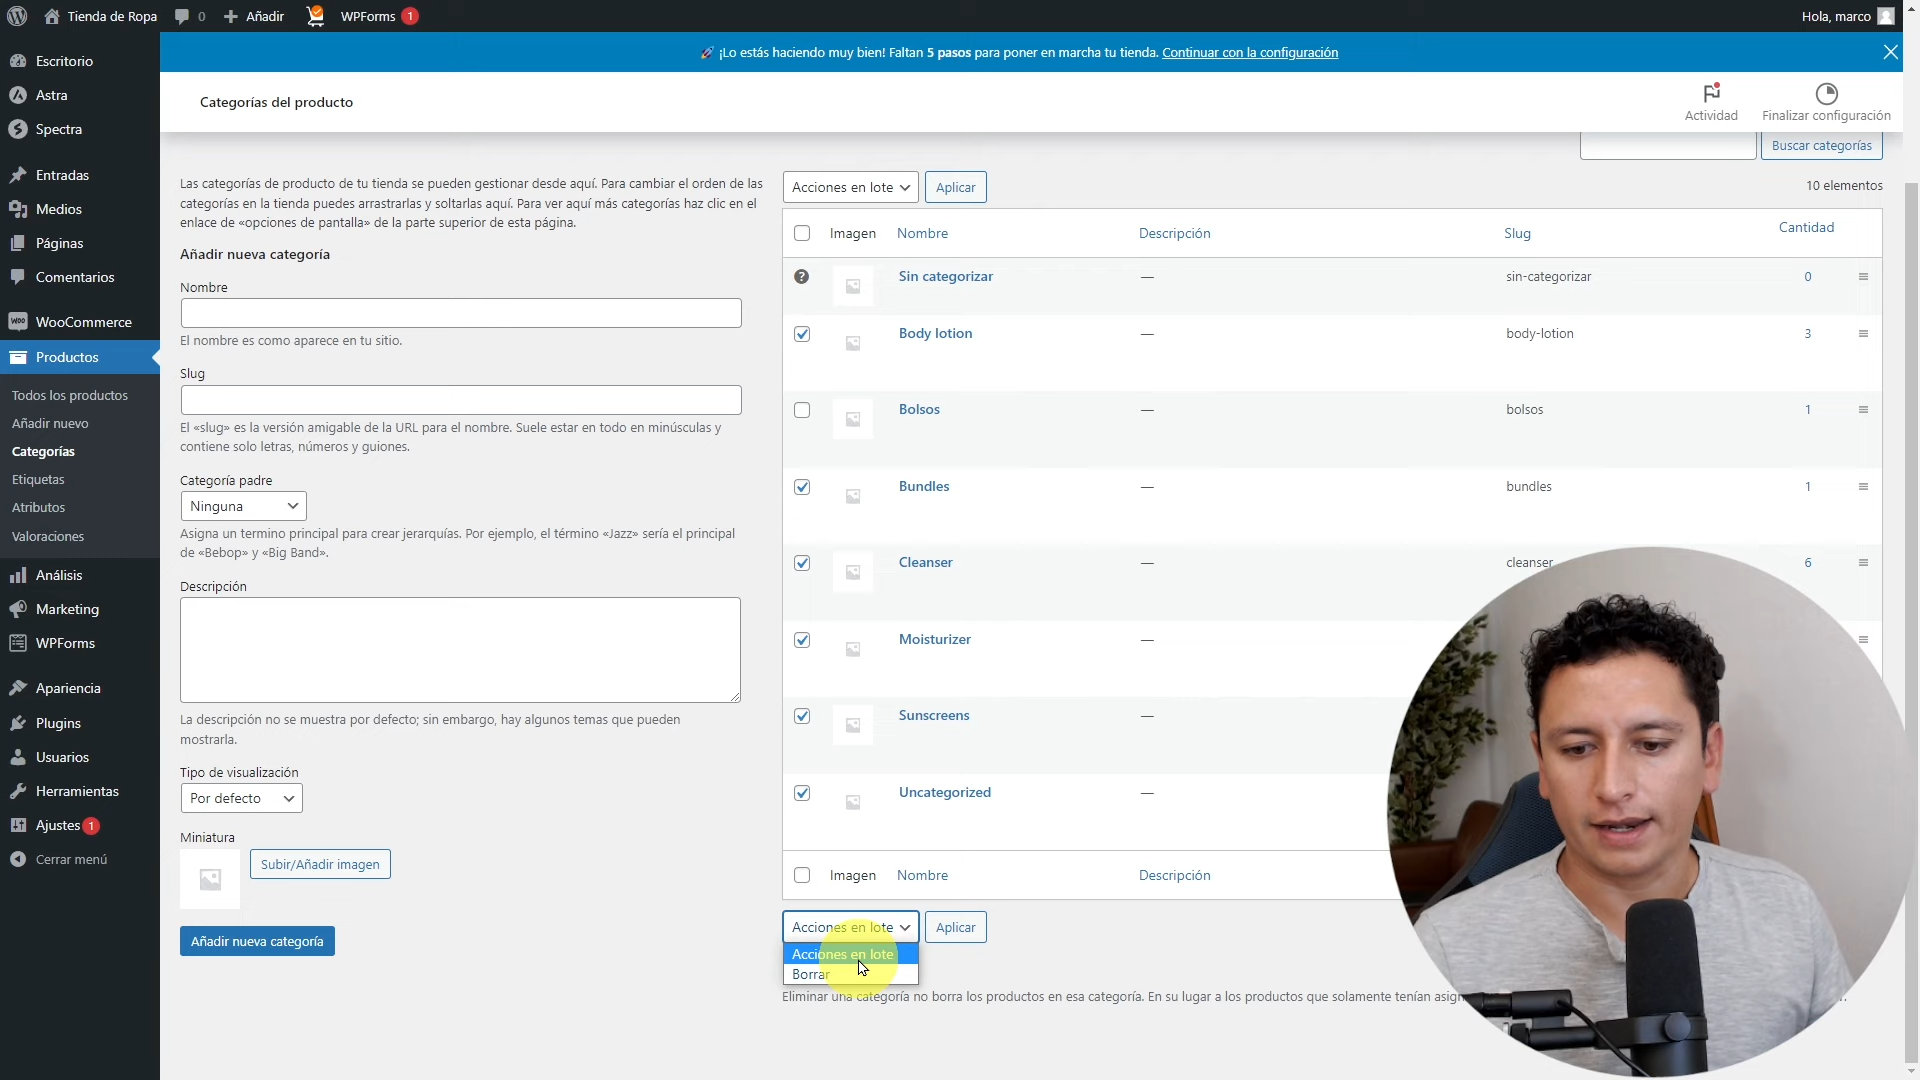 Tienda de Ropa
0
Añadir
WPForms 1
Hola, marco
¡Lo estás haciendo muy bien! Faltan 5 pasos para poner en marcha tu tienda. Continuar con la configuración
Escritorio
Astra
Spectra
Entradas
Medios
Páginas
Comentarios
WooCommerce
Productos
Todos los productos
Añadir nuevo
Categorías
Etiquetas
Atributos
Valoraciones
Análisis
Marketing
WPForms
Apariencia
Plugins
Usuarios
Herramientas
Ajustes 1
Cerrar menú
Categorías del producto
Actividad
Finalizar configuración
Buscar categorías
Las categorías de producto de tu tienda se pueden gestionar desde aquí. Para cambiar el orden de las
categorías en la tienda puedes arrastrarlas y soltarlas aquí. Para ver aquí más categorías haz clic en el
enlace de «opciones de pantalla» de la parte superior de esta página.
Añadir nueva categoría
Nombre
El nombre es como aparece en tu sitio.
Slug
El «slug» es la versión amigable de la URL para el nombre. Suele estar en todo en minúsculas y
contiene solo letras, números y guiones.
Categoría padre
Ninguna
Asigna un termino principal para crear jerarquías. Por ejemplo, el término «Jazz» sería el principal
de «Bebop» y «Big Band».
Descripción
La descripción no se muestra por defecto; sin embargo, hay algunos temas que pueden
mostrarla.
Tipo de visualización
Por defecto
Miniatura
Subir/Añadir imagen
Añadir nueva categoría
Acciones en lote
Aplicar
10 elementos
Imagen Nombre Descripción Slug Cantidad
Sin categorizar — sin-categorizar 0
Body lotion — body-lotion 3
Bolsos — bolsos 1
Bundles — bundles 1
Cleanser — cleanser 6
Moisturizer —
Sunscreens —
Uncategorized —
Imagen Nombre Descripción
Acciones en lote
Aplicar
Acciones en lote
Borrar
Eliminar una categoría no borra los productos en esa categoría. En su lugar a los productos que solamente tenían